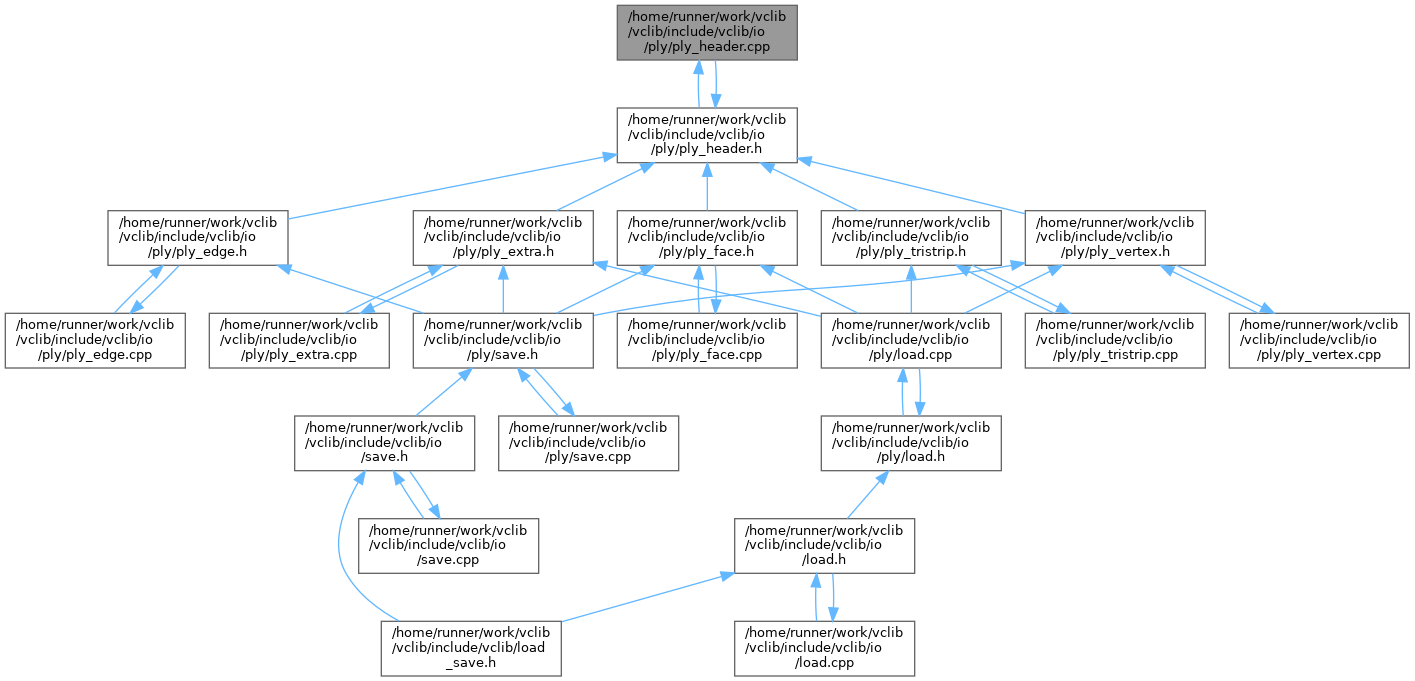 /home/runner/work/vclib
/vclib/include/vclib/io
/ply/ply_header.cpp
/home/runner/work/vclib
/vclib/include/vclib/io
/ply/ply_header.h
/home/runner/work/vclib
/vclib/include/vclib/io
/ply/ply_edge.h
/home/runner/work/vclib
/vclib/include/vclib/io
/ply/ply_extra.h
/home/runner/work/vclib
/vclib/include/vclib/io
/ply/ply_face.h
/home/runner/work/vclib
/vclib/include/vclib/io
/ply/ply_tristrip.h
/home/runner/work/vclib
/vclib/include/vclib/io
/ply/ply_vertex.h
/home/runner/work/vclib
/vclib/include/vclib/io
/ply/ply_edge.cpp
/home/runner/work/vclib
/vclib/include/vclib/io
/ply/ply_extra.cpp
/home/runner/work/vclib
/vclib/include/vclib/io
/ply/save.h
/home/runner/work/vclib
/vclib/include/vclib/io
/ply/ply_face.cpp
/home/runner/work/vclib
/vclib/include/vclib/io
/ply/load.cpp
/home/runner/work/vclib
/vclib/include/vclib/io
/ply/ply_tristrip.cpp
/home/runner/work/vclib
/vclib/include/vclib/io
/ply/ply_vertex.cpp
/home/runner/work/vclib
/vclib/include/vclib/io
/save.h
/home/runner/work/vclib
/vclib/include/vclib/io
/ply/save.cpp
/home/runner/work/vclib
/vclib/include/vclib/io
/ply/load.h
/home/runner/work/vclib
/vclib/include/vclib/io
/save.cpp
/home/runner/work/vclib
/vclib/include/vclib/io
/load.h
/home/runner/work/vclib
/vclib/include/vclib/load
_save.h
/home/runner/work/vclib
/vclib/include/vclib/io
/load.cpp